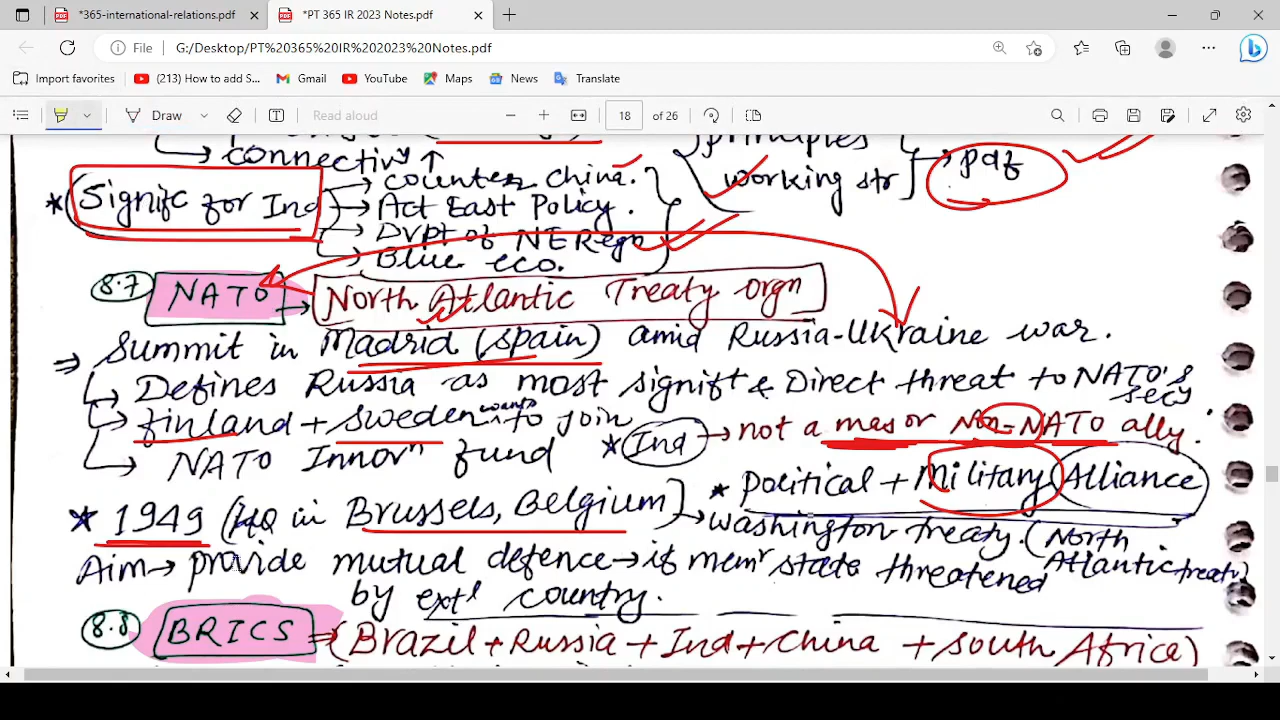 *365-international-relations.pdf
*PT 365 IR 2023 Notes.pdf
File
G:/Desktop/PT%20365%20IR%202023%20Notes.pdf
Import favorites
(213) How to add S...
Gmail
YouTube
Maps
News
Translate
Draw
Read aloud
18
of 26
connectivy ↑
principles
working str
→ pdf
* Signifc for Ind
→ counter China.
→ Act East Policy.
→ Dvpt of NE Regn
→ Blue eco.
8.7 NATO → North Atlantic Treaty orgn
⇒ Summit in Madrid (Spain) amid Russia-Ukraine war.
→ Defines Russia as most signift & Direct threat to NATO's secy.
→ finland + sweden wants to join
* Ind → not a major Non-NATO ally.
→ NATO Innovn fund
* political + Military Alliance
* 1949 (HQ in Brussels, Belgium]
→ washington treaty. (North Atlantic treaty)
Aim → provide mutual defence → if memr state threatened
by extl country.
8.8 BRICS ⇒ (Brazil + Russia + Ind + China + South Africa)